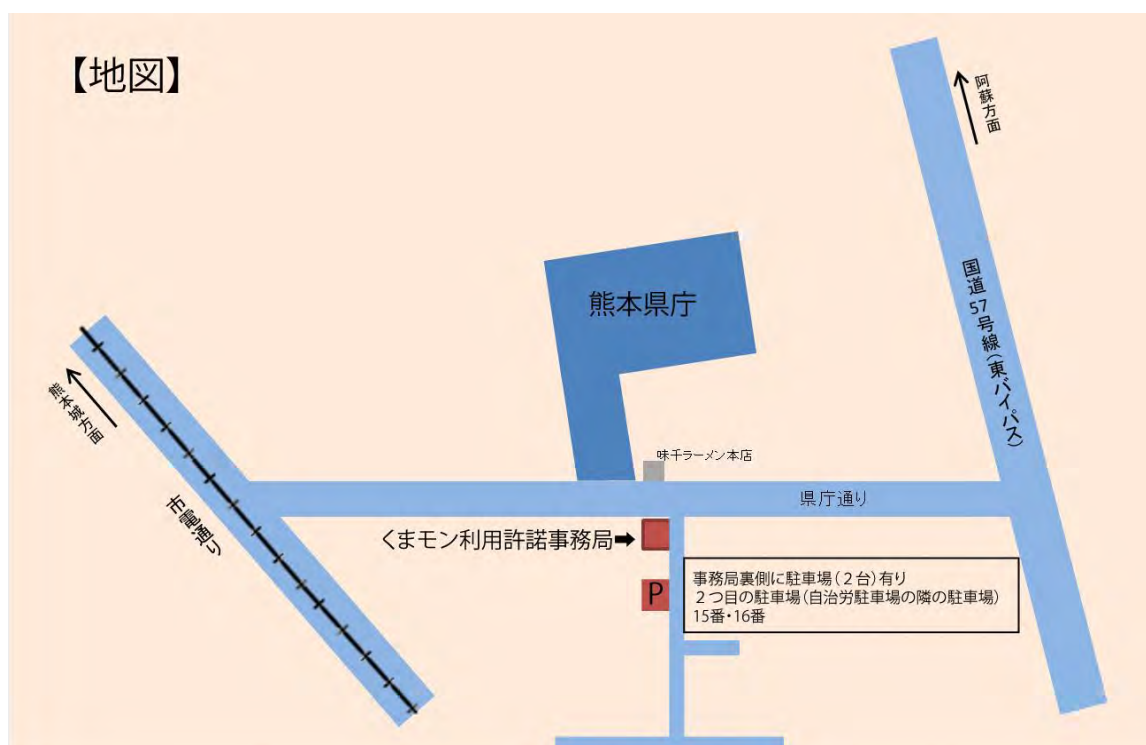 【地図】
阿蘇方面
熊本県庁
国道57号線(東バイパス)
熊本城方面
味千ラーメン本店
県庁通り
市電通り
くまモン利用許諾事務局➡
P
事務局裏側に駐車場(2台)有り
2つ目の駐車場(自治労駐車場の隣の駐車場)
15番・16番